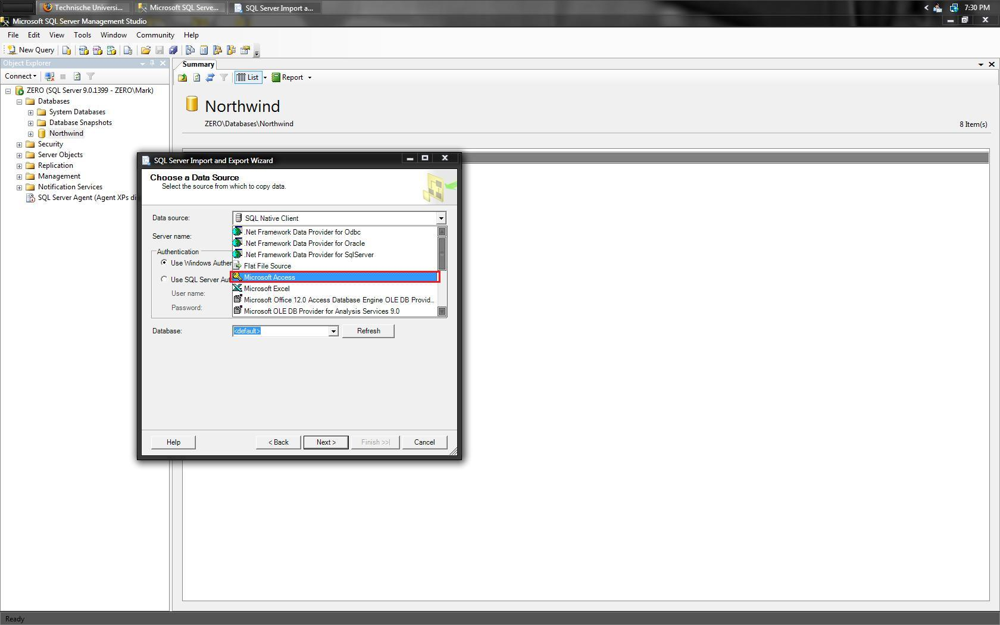 Technische Universi...
Microsoft SQL Serve...
SQL Server Import a...
7:30 PM
Microsoft SQL Server Management Studio
File Edit View Tools Window Community Help
New Query
Object Explorer
Summary
Connect
List
Report
ZERO (SQL Server 9.0.1399 - ZERO\Mark)
Databases
System Databases
Database Snapshots
Northwind
Security
Server Objects
Replication
Management
Notification Services
SQL Server Agent (Agent XPs di
Northwind
ZERO\Databases\Northwind
8 Item(s)
SQL Server Import and Export Wizard
Choose a Data Source
Select the source from which to copy data.
Data source:
SQL Native Client
.Net Framework Data Provider for Odbc
.Net Framework Data Provider for Oracle
.Net Framework Data Provider for SqlServer
Flat File Source
Microsoft Access
Microsoft Excel
Microsoft Office 12.0 Access Database Engine OLE DB Provid...
Microsoft OLE DB Provider for Analysis Services 9.0
Server name:
Authentication
Use Windows Authen
Use SQL Server Aut
User name:
Password:
Database:
<default>
Refresh
Help
< Back
Next >
Finish >>|
Cancel
Ready